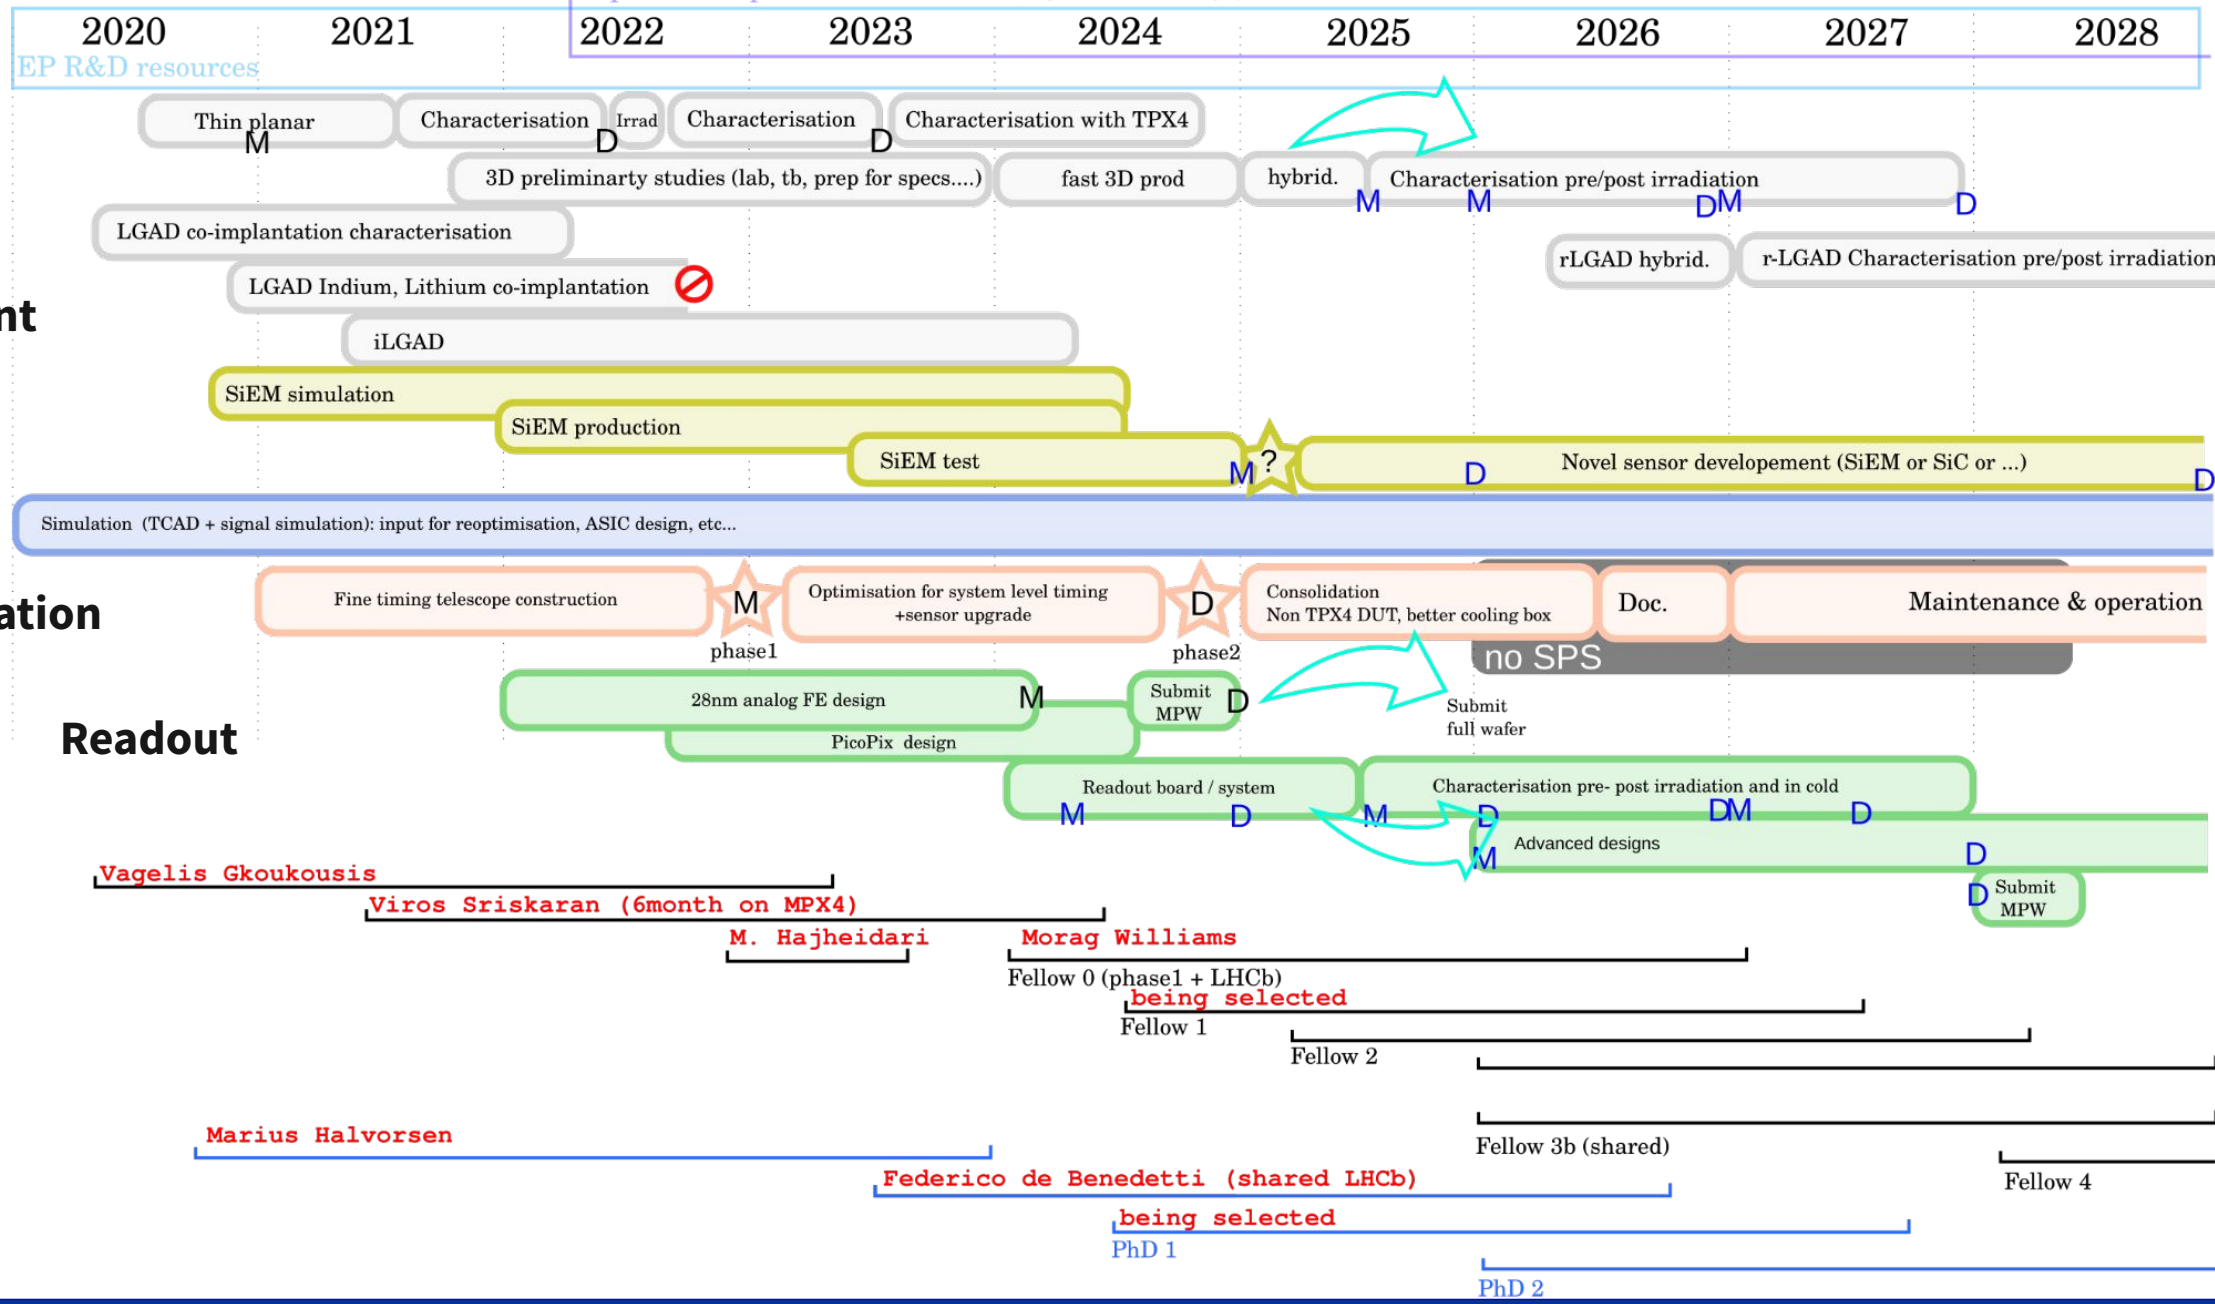 2020 2021 2022 2023 2024 2025 2026 2027 2028
EP R&D resources
Thin planar Characterisation Irrad Characterisation Characterisation with TPX4
M D D
3D preliminarty studies (lab, tb, prep for specs....) fast 3D prod hybrid. Characterisation pre/post irradiation
M M D M D
LGAD co-implantation characterisation
rLGAD hybrid. r-LGAD Characterisation pre/post irradiation
LGAD Indium, Lithium co-implantation
nt
iLGAD
SiEM simulation
SiEM production
SiEM test M ? D Novel sensor developement (SiEM or SiC or ...) D
Simulation (TCAD + signal simulation): input for reoptimisation, ASIC design, etc...
ation
Fine timing telescope construction M Optimisation for system level timing D Consolidation Doc. Maintenance & operation
+sensor upgrade Non TPX4 DUT, better cooling box
phase1 phase2 no SPS
28nm analog FE design M Submit D
MPW
Submit
full wafer
Readout
PicoPix design
Readout board / system Characterisation pre- post irradiation and in cold
M D M D D M D
M Advanced designs D
D Submit
MPW
Vagelis Gkoukousis
Viros Sriskaran (6month on MPX4)
M. Hajheidari Morag Williams
Fellow 0 (phase1 + LHCb)
being selected
Fellow 1
Fellow 2
Marius Halvorsen
Fellow 3b (shared)
Federico de Benedetti (shared LHCb)
Fellow 4
being selected
PhD 1
PhD 2